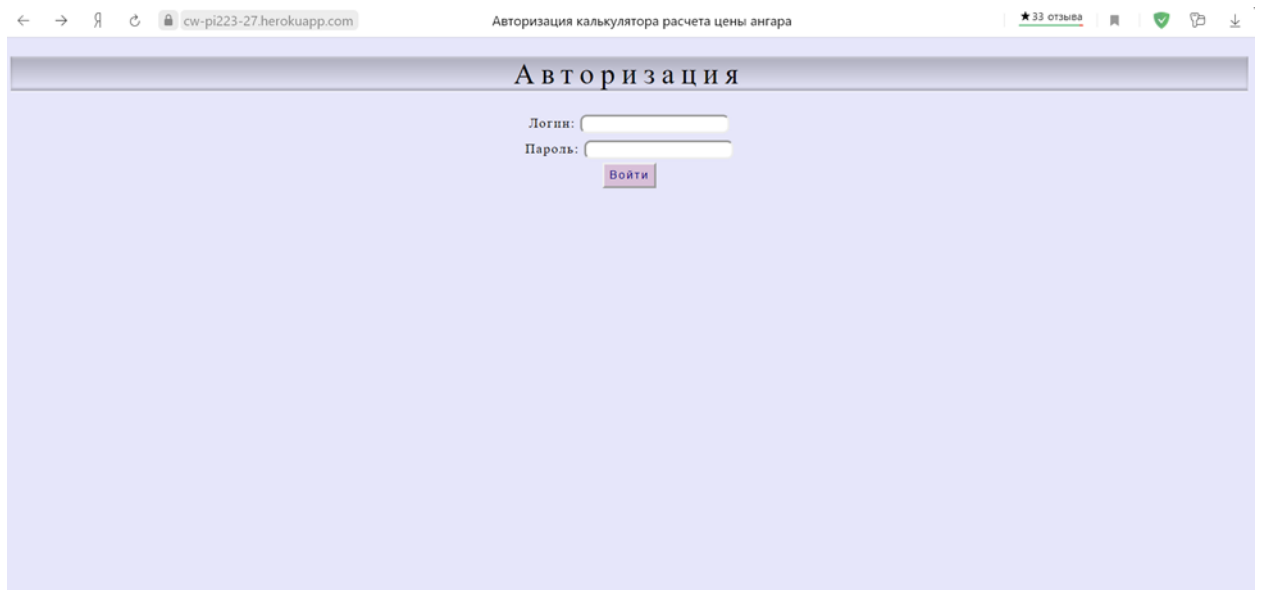 Я cw-pi223-27.herokuapp.com Авторизация калькулятора расчета цены ангара ★33 отзыва
Авторизация
Логин:
Пароль:
Войти